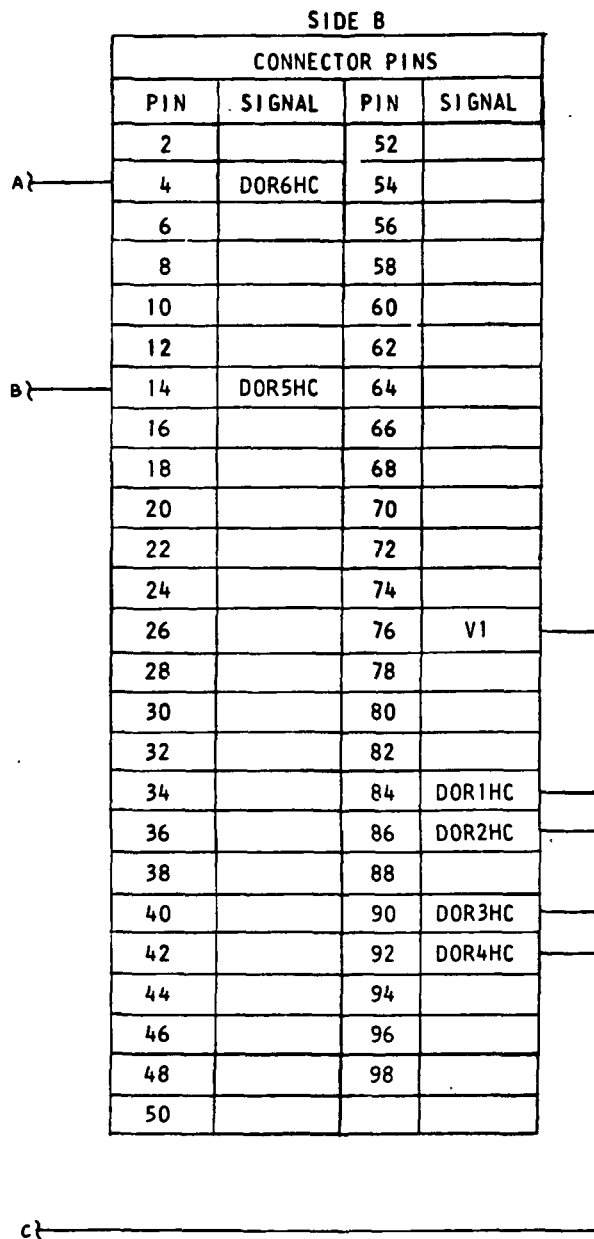 SIDE B
CONNECTOR PINS
PIN SIGNAL PIN SIGNAL
2 52
A 4 DOR6HC 54
6 56
8 58
10 60
12 62
B 14 DOR5HC 64
16 66
18 68
20 70
22 72
24 74
26 76 V1
28 78
30 80
32 82
34 84 DOR1HC
36 86 DOR2HC
38 88
40 90 DOR3HC
42 92 DOR4HC
44 94
46 96
48 98
50
C